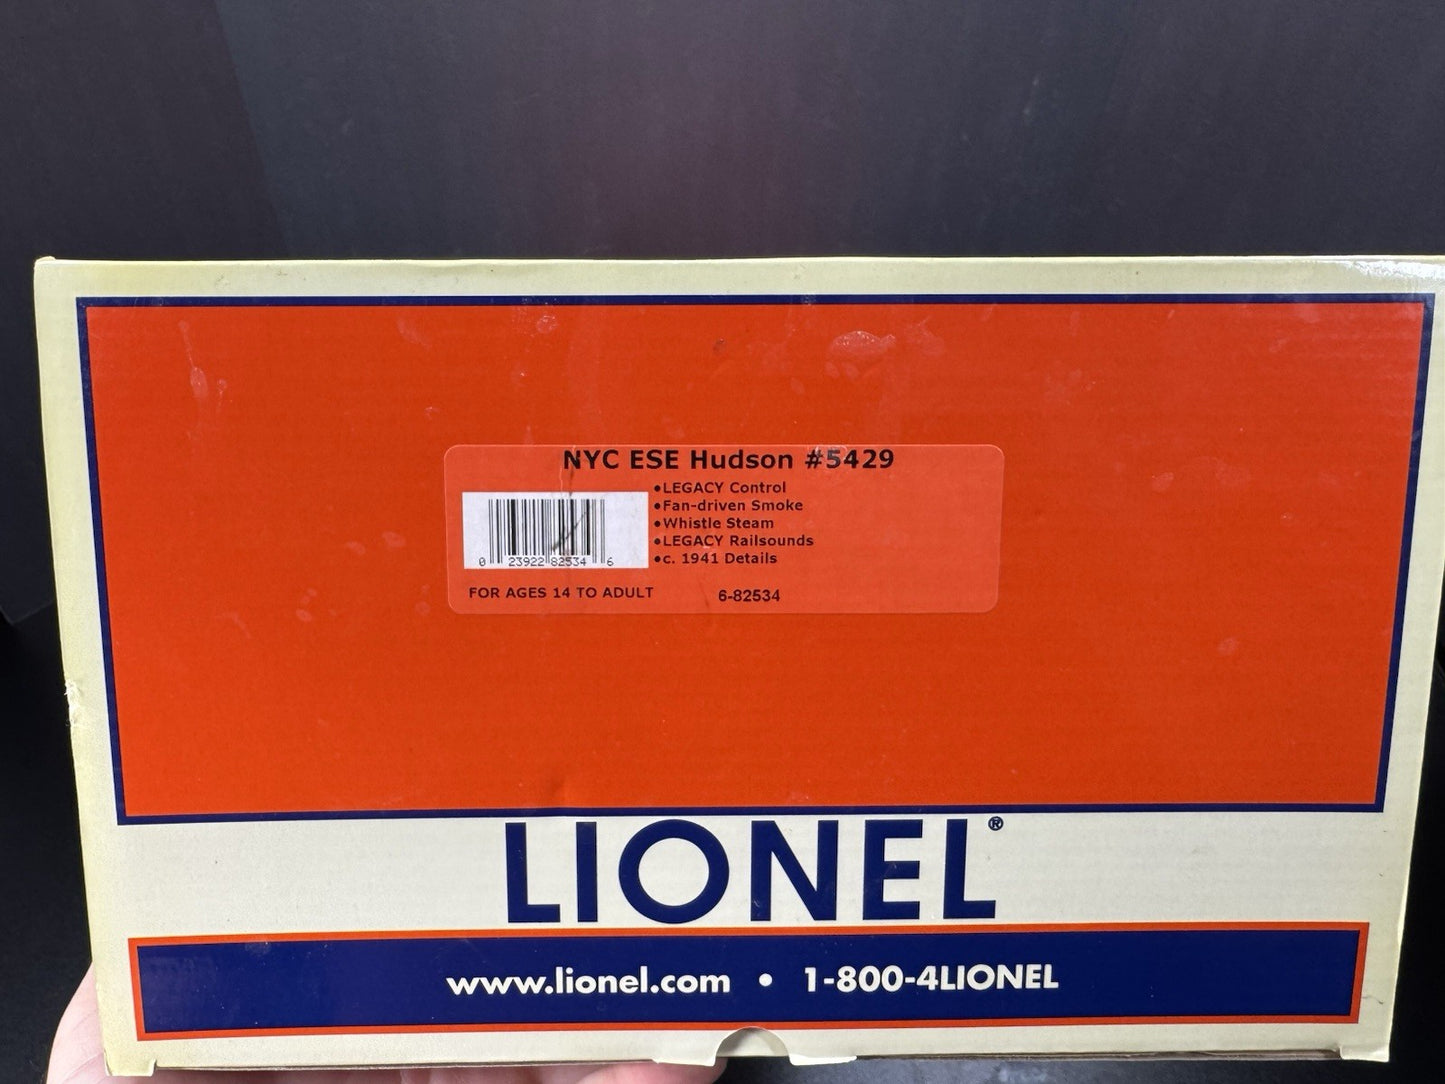 NYC ESE Hudson #5429
•LEGACY Control
•Fan-driven Smoke
•Whistle Steam
•LEGACY Railsounds
•c. 1941 Details
0 23922 82534 6
FOR AGES 14 TO ADULT 6-82534
LIONEL®
www.lionel.com • 1-800-4LIONEL